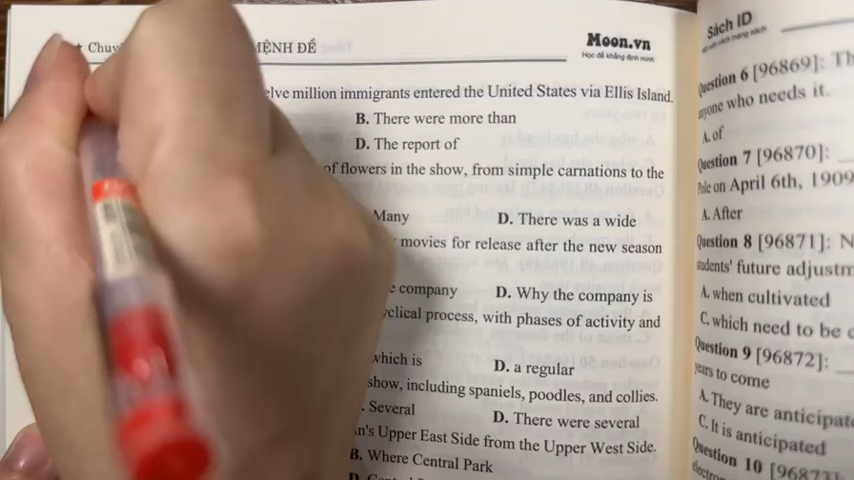 Chuy
MỆNH ĐỀ
Moon.vn
Học để khẳng định mình
elve million immigrants entered the United States via Ellis Island.
B. There were more than
D. The report of
of flowers in the show, from simple carnations to the
Many D. There was a wide
movies for release after the new season
company D. Why the company is
clical process, with phases of activity and
which is D. a regular
show, including spaniels, poodles, and collies.
. Several D. There were several
n's Upper East Side from the Upper West Side.
B. Where Central Park
Sách ID
Question 6 [96869]: Th
anyone who needs it.
A. of
Question 7 [96870]:
Pole on April 6th, 1909
A. After
Question 8 [96871]: N
students' future adjustm
A. when cultivated
C. which need to be c
Question 9 [96872]:
years to come
A. They are anticipate
C. It is anticipated
Question 10 [96873]:
electron